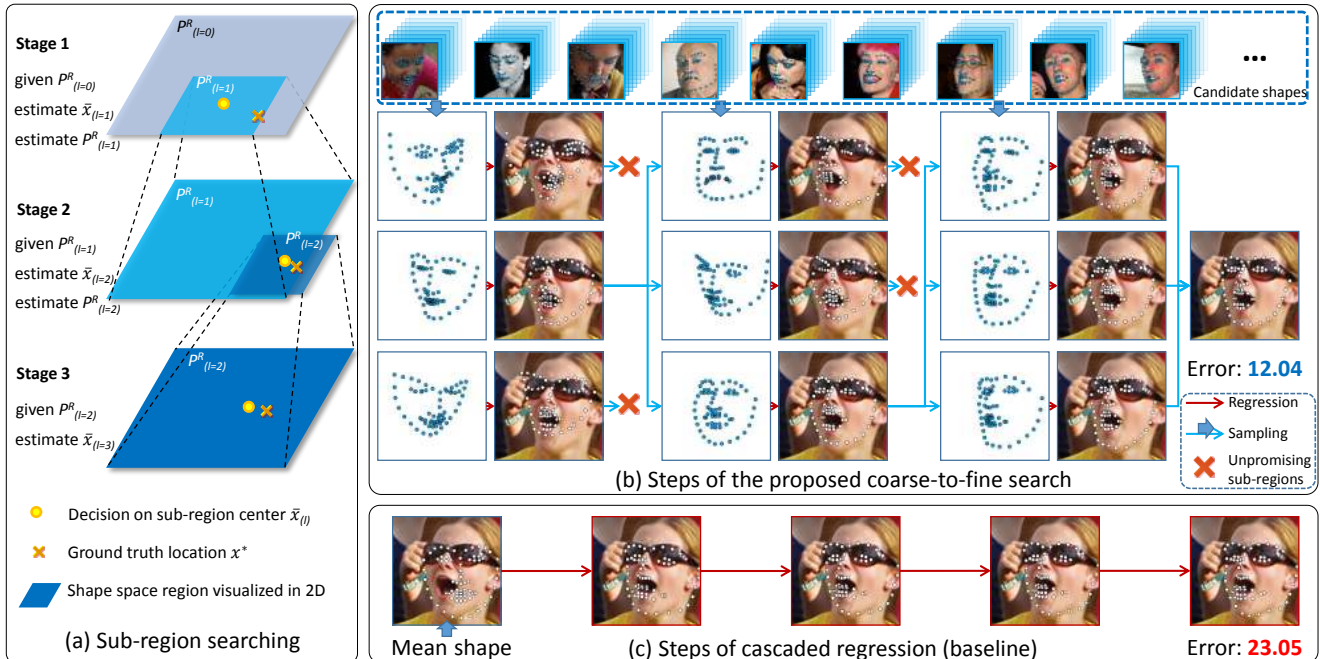 Stage 1
given P^R_(l=0)
estimate x̄_(l=1)
estimate P^R_(l=1)
P^R_(l=0)
P^R_(l=1)
Stage 2
given P^R_(l=1)
estimate x̄_(l=2)
estimate P^R_(l=2)
P^R_(l=1)
P^R_(l=2)
Stage 3
given P^R_(l=2)
estimate x̄_(l=3)
P^R_(l=2)
Decision on sub-region center x̄_(l)
Ground truth location x*
Shape space region visualized in 2D
(a) Sub-region searching
...
Candidate shapes
Error: 12.04
Regression
Sampling
Unpromising
sub-regions
(b) Steps of the proposed coarse-to-fine search
Mean shape
(c) Steps of cascaded regression (baseline)
Error: 23.05